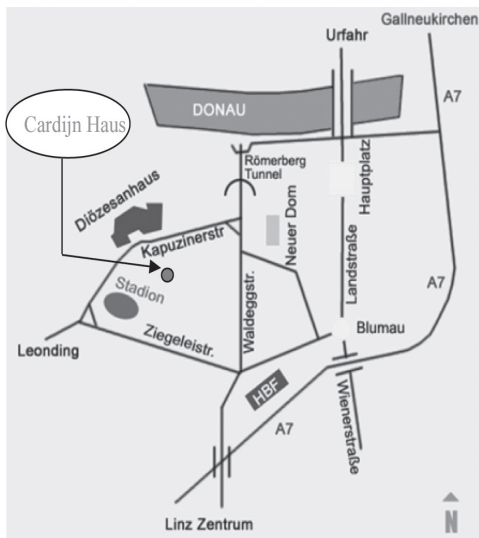 Gallneukirchen
Urfahr
A7
DONAU
Cardijn Haus
Römerberg
Tunnel
Hauptplatz
Diözesanhaus
Neuer Dom
Kapuzinerstr
Landstraße
A7
Stadion
Waldeggstr.
Blumau
Ziegeleistr.
Leonding
HBF
Wienerstraße
A7
Linz Zentrum
N